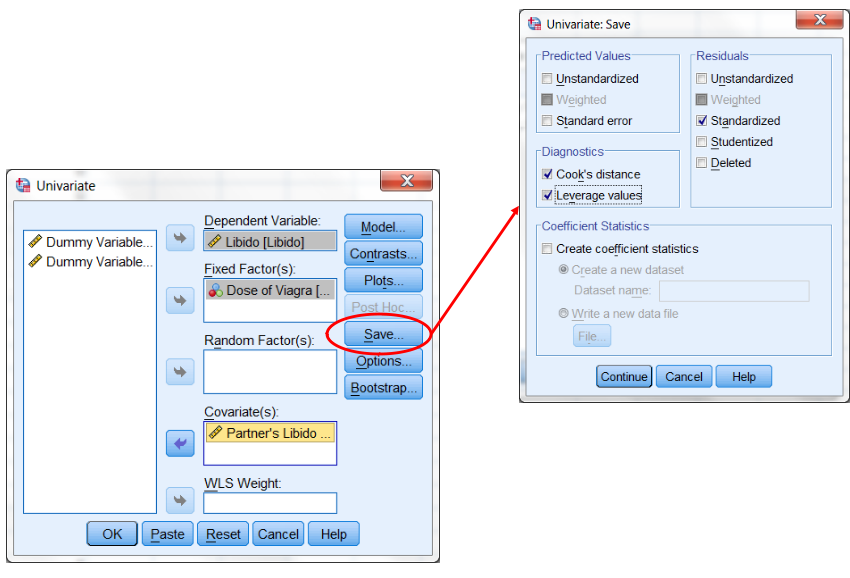 Univariate
Dummy Variable...
Dummy Variable...
Dependent Variable:
Libido [Libido]
Fixed Factor(s):
Dose of Viagra [...
Random Factor(s):
Covariate(s):
Partner's Libido ...
WLS Weight:
Model...
Contrasts...
Plots...
Post Hoc...
Save...
Options...
Bootstrap...
OK Paste Reset Cancel Help
Univariate: Save
Predicted Values
Unstandardized
Weighted
Standard error
Diagnostics
Cook's distance
Leverage values
Residuals
Unstandardized
Weighted
Standardized
Studentized
Deleted
Coefficient Statistics
Create coefficient statistics
Create a new dataset
Dataset name:
Write a new data file
File...
Continue Cancel Help